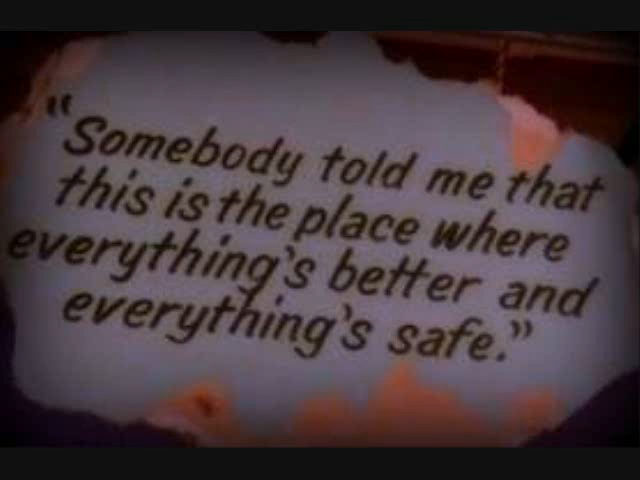 "Somebody told me that
this is the place where
everything's better and
everything's safe."